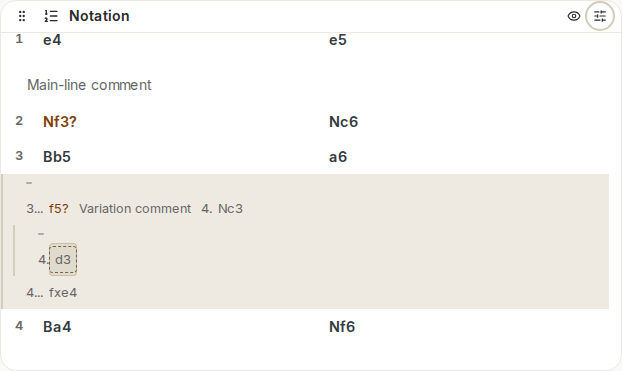 Notation
1 e4 e5
Main-line comment
2 Nf3? Nc6
3 Bb5 a6
–
3... f5? Variation comment 4. Nc3
–
4. d3
4... fxe4
4 Ba4 Nf6